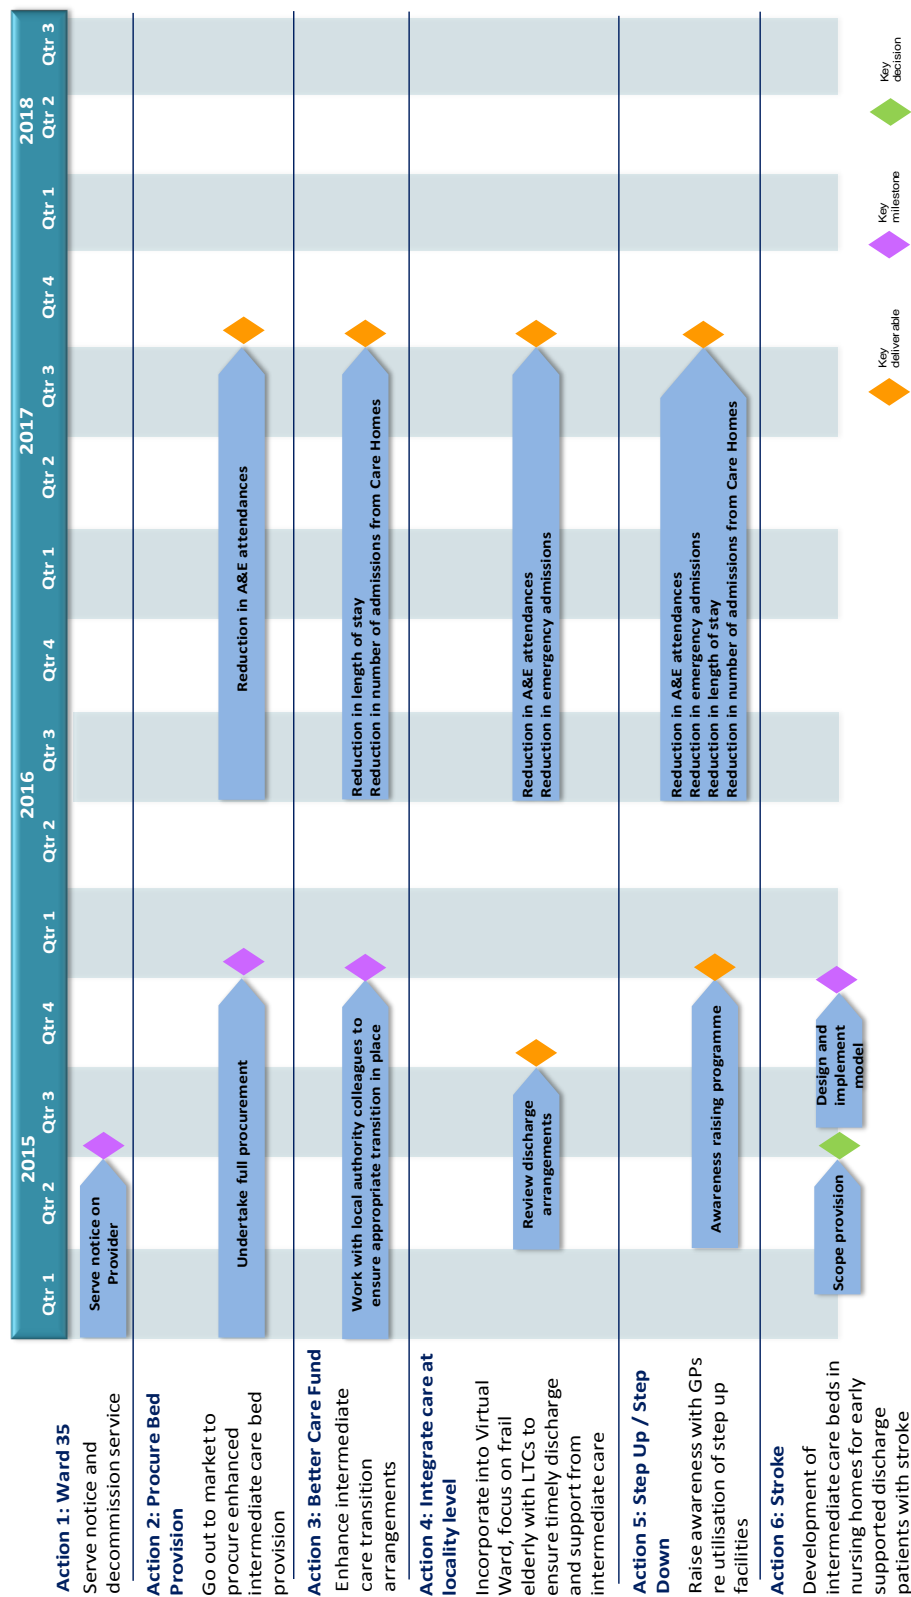 2015
2016
2017
2018
Qtr 1
Qtr 2
Qtr 3
Qtr 4
Qtr 1
Qtr 2
Qtr 3
Qtr 4
Qtr 1
Qtr 2
Qtr 3
Qtr 4
Qtr 1
Qtr 2
Qtr 3
Action 1: Ward 35
Serve notice and
decommission service
Serve notice on
Provider
Action 2: Procure Bed
Provision
Go out to market to
procure enhanced
intermediate care bed
provision
Undertake full procurement
Reduction in A&E attendances
Action 3: Better Care Fund
Enhance intermediate
care transition
arrangements
Work with local authority colleagues to
ensure appropriate transition in place
Reduction in length of stay
Reduction in number of admissions from Care Homes
Action 4: Integrate care at
locality level
Incorporate into Virtual
Ward, focus on frail
elderly with LTCs to
ensure timely discharge
and support from
intermediate care
Review discharge
arrangements
Reduction in A&E attendances
Reduction in emergency admissions
Action 5: Step Up / Step
Down
Raise awareness with GPs
re utilisation of step up
facilities
Awareness raising programme
Reduction in A&E attendances
Reduction in emergency admissions
Reduction in length of stay
Reduction in number of admissions from Care Homes
Action 6: Stroke
Development of
intermediate care beds in
nursing homes for early
supported discharge
patients with stroke
Scope provision
Design and
implement
model
Key
deliverable
Key
milestone
Key
decision